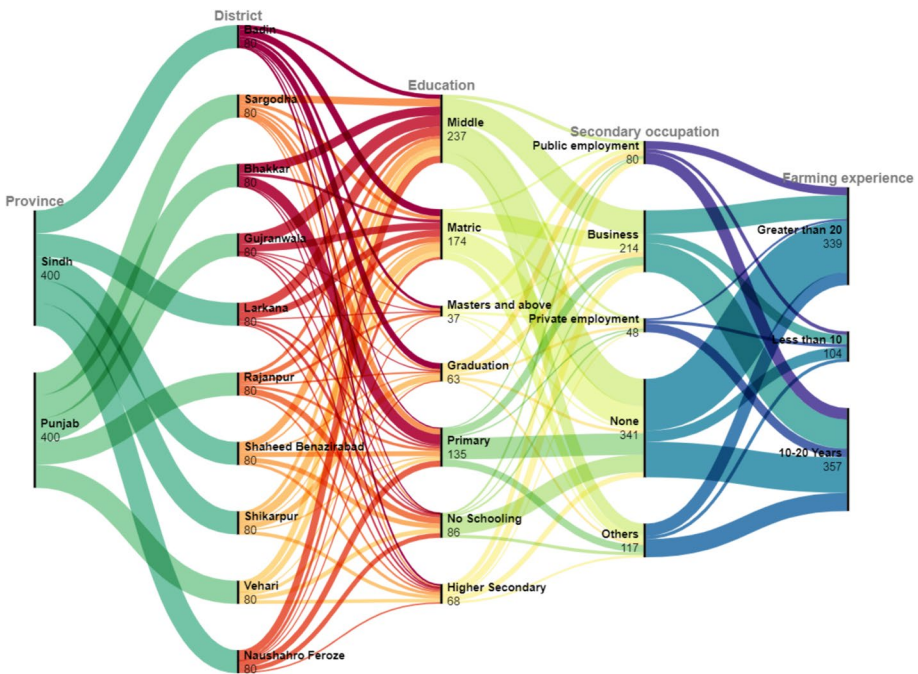 Province
Sindh
400
Punjab
400
District
Badin
80
Sargodha
80
Bhakkar
80
Gujranwala
80
Larkana
80
Rajanpur
80
Shaheed Benazirabad
80
Shikarpur
80
Vehari
80
Naushahro Feroze
80
Education
Middle
237
Matric
174
Masters and above
37
Graduation
63
Primary
135
No Schooling
86
Higher Secondary
68
Secondary occupation
Public employment
80
Business
214
Private employment
48
None
341
Others
117
Farming experience
Greater than 20
339
Less than 10
104
10-20 Years
357